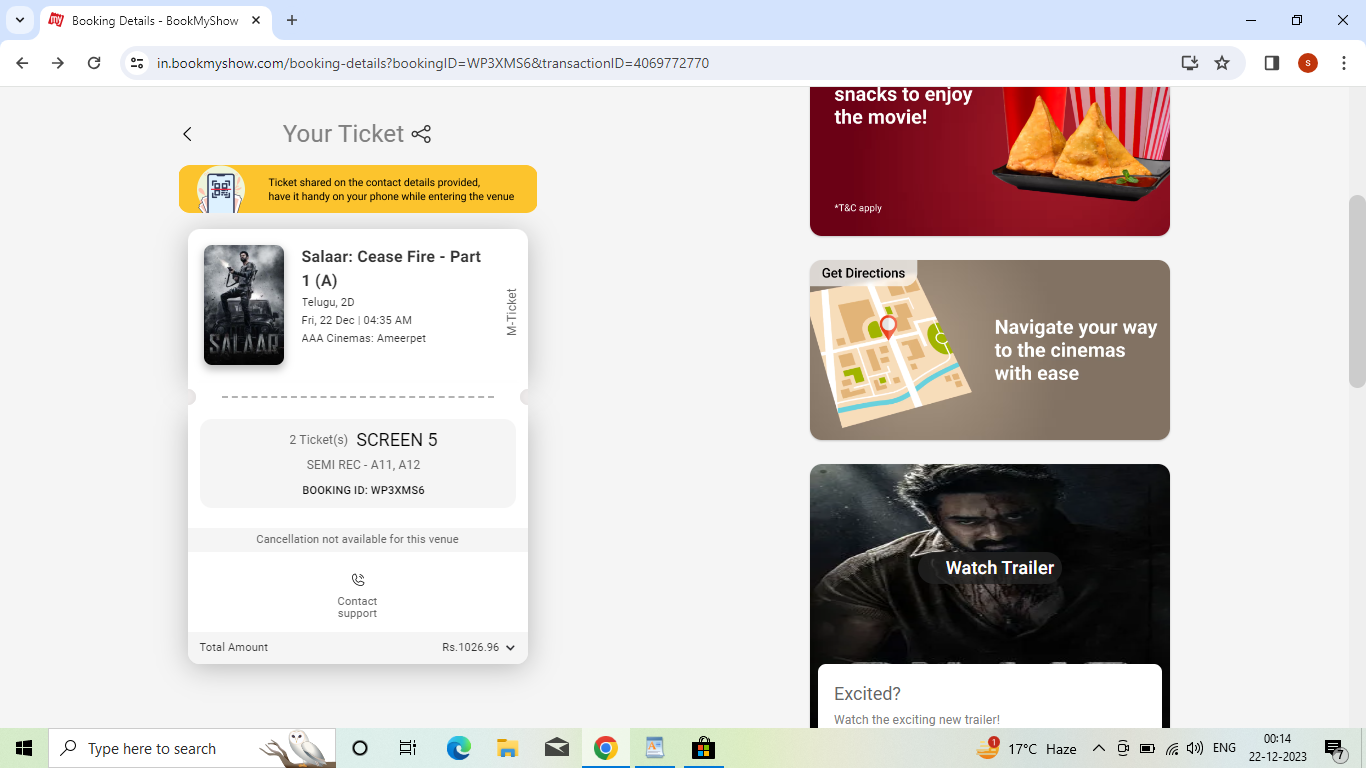 Booking Details - BookMyShow
in.bookmyshow.com/booking-details?bookingID=WP3XMS6&transactionID=4069772770
s
Your Ticket
Ticket shared on the contact details provided,
have it handy on your phone while entering the venue
Salaar: Cease Fire - Part
1 (A)
Telugu, 2D
Fri, 22 Dec | 04:35 AM
AAA Cinemas: Ameerpet
M-Ticket
SALAAR
2 Ticket(s) SCREEN 5
SEMI REC - A11, A12
BOOKING ID: WP3XMS6
Cancellation not available for this venue
Contact
support
Total Amount Rs.1026.96
snacks to enjoy
the movie!
*T&C apply
Get Directions
Navigate your way
to the cinemas
with ease
Watch Trailer
Excited?
Watch the exciting new trailer!
Type here to search
1
17°C Haze
ENG
00:14
22-12-2023
7